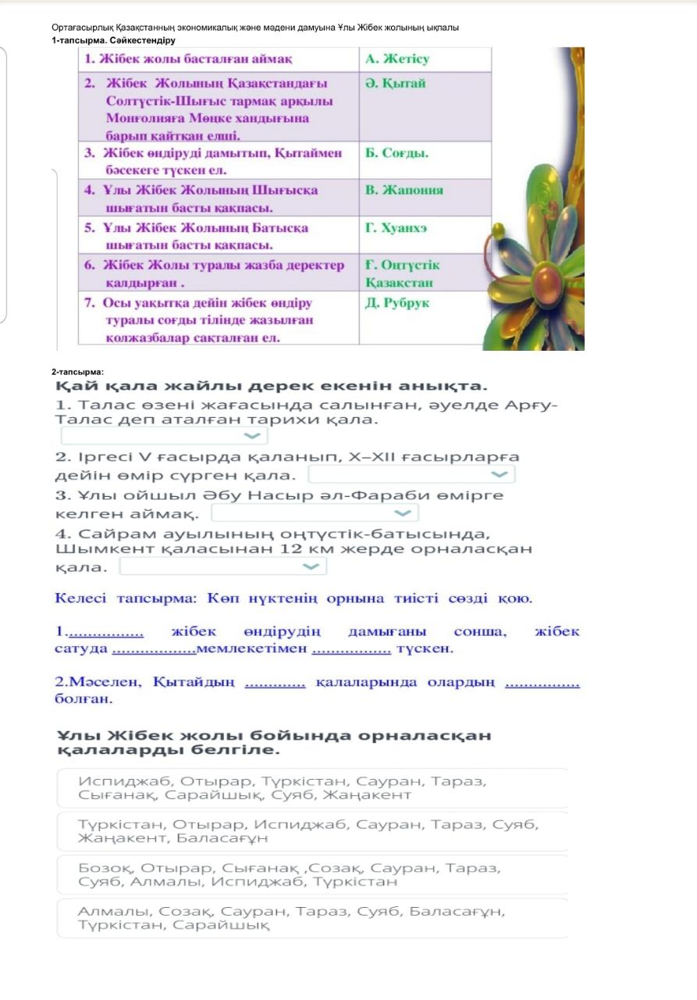 Ортағасырлық Қазақстанның экономикалық және мәдени дамуына Ұлы Жібек жолының ықпалы
1-тапсырма. Сәйкестендіру
1. Жібек жолы басталған аймақ
А. Жетісу
2. Жібек Жолының Қазақстандағы
Солтүстік-Шығыс тармақ арқылы
Монғолияға Мөңке хандығына
барып қайтқан елші.
Ә. Қытай
3. Жібек өндіруді дамытып, Қытаймен
бәсекеге түскен ел.
Б. Соғды.
4. Ұлы Жібек Жолының Шығысқа
шығатын басты қақпасы.
В. Жапония
5. Ұлы Жібек Жолының Батысқа
шығатын басты қақпасы.
Г. Хуанхэ
6. Жібек Жолы туралы жазба деректер
қалдырған .
Ғ. Оңтүстік
Қазақстан
7. Осы уақытқа дейін жібек өндіру
туралы соғды тілінде жазылған
қолжазбалар сақталған ел.
Д. Рубрук
2-тапсырма:
Қай қала жайлы дерек екенін анықта.
1. Талас өзені жағасында салынған, әуелде Арғу-
Талас деп аталған тарихи қала.
2. Іргесі V ғасырда қаланып, X–XII ғасырларға
дейін өмір сүрген қала.
3. Ұлы ойшыл Әбу Насыр әл-Фараби өмірге
келген аймақ.
4. Сайрам ауылының оңтүстік-батысында,
Шымкент қаласынан 12 км жерде орналасқан
қала.
Келесі тапсырма: Көп нүктенің орнына тиісті сөзді қою.
1................. жібек өндірудің дамығаны сонша, жібек
сатуда ..................мемлекетімен ................. түскен.
2.Мәселен, Қытайдың ............. қалаларында олардың ................
болған.
Ұлы Жібек жолы бойында орналасқан
қалаларды белгіле.
Испиджаб, Отырар, Түркістан, Сауран, Тараз,
Сығанақ, Сарайшық, Суяб, Жаңакент
Түркістан, Отырар, Испиджаб, Сауран, Тараз, Суяб,
Жаңакент, Баласағұн
Бозоқ, Отырар, Сығанақ ,Созақ, Сауран, Тараз,
Суяб, Алмалы, Испиджаб, Түркістан
Алмалы, Созақ, Сауран, Тараз, Суяб, Баласағұн,
Түркістан, Сарайшық